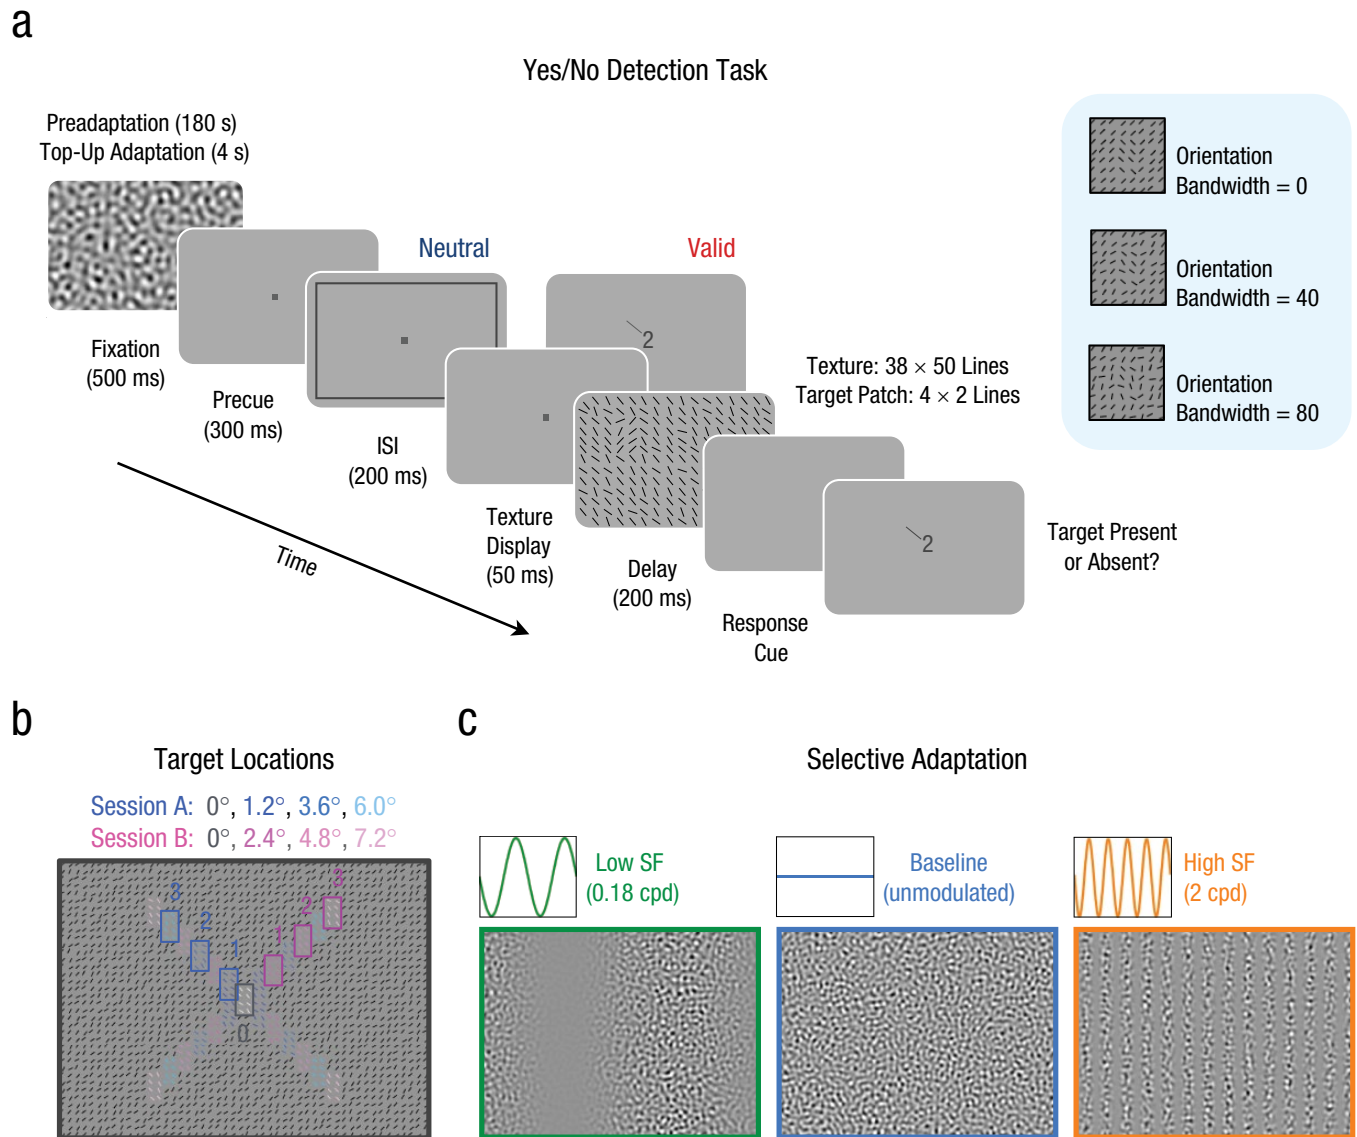 a
Yes/No Detection Task
Preadaptation (180 s)
Top-Up Adaptation (4 s)
Neutral
Valid
2
Fixation
(500 ms)
Precue
(300 ms)
ISI
(200 ms)
Texture: 38 × 50 Lines
Target Patch: 4 × 2 Lines
Texture
Display
(50 ms)
Delay
(200 ms)
Response
Cue
2
Target Present
or Absent?
Time
Orientation
Bandwidth = 0
Orientation
Bandwidth = 40
Orientation
Bandwidth = 80
b
Target Locations
Session A: 0°, 1.2°, 3.6°, 6.0°
Session B: 0°, 2.4°, 4.8°, 7.2°
3
2
1
3
2
1
0
c
Selective Adaptation
Low SF
(0.18 cpd)
Baseline
(unmodulated)
High SF
(2 cpd)